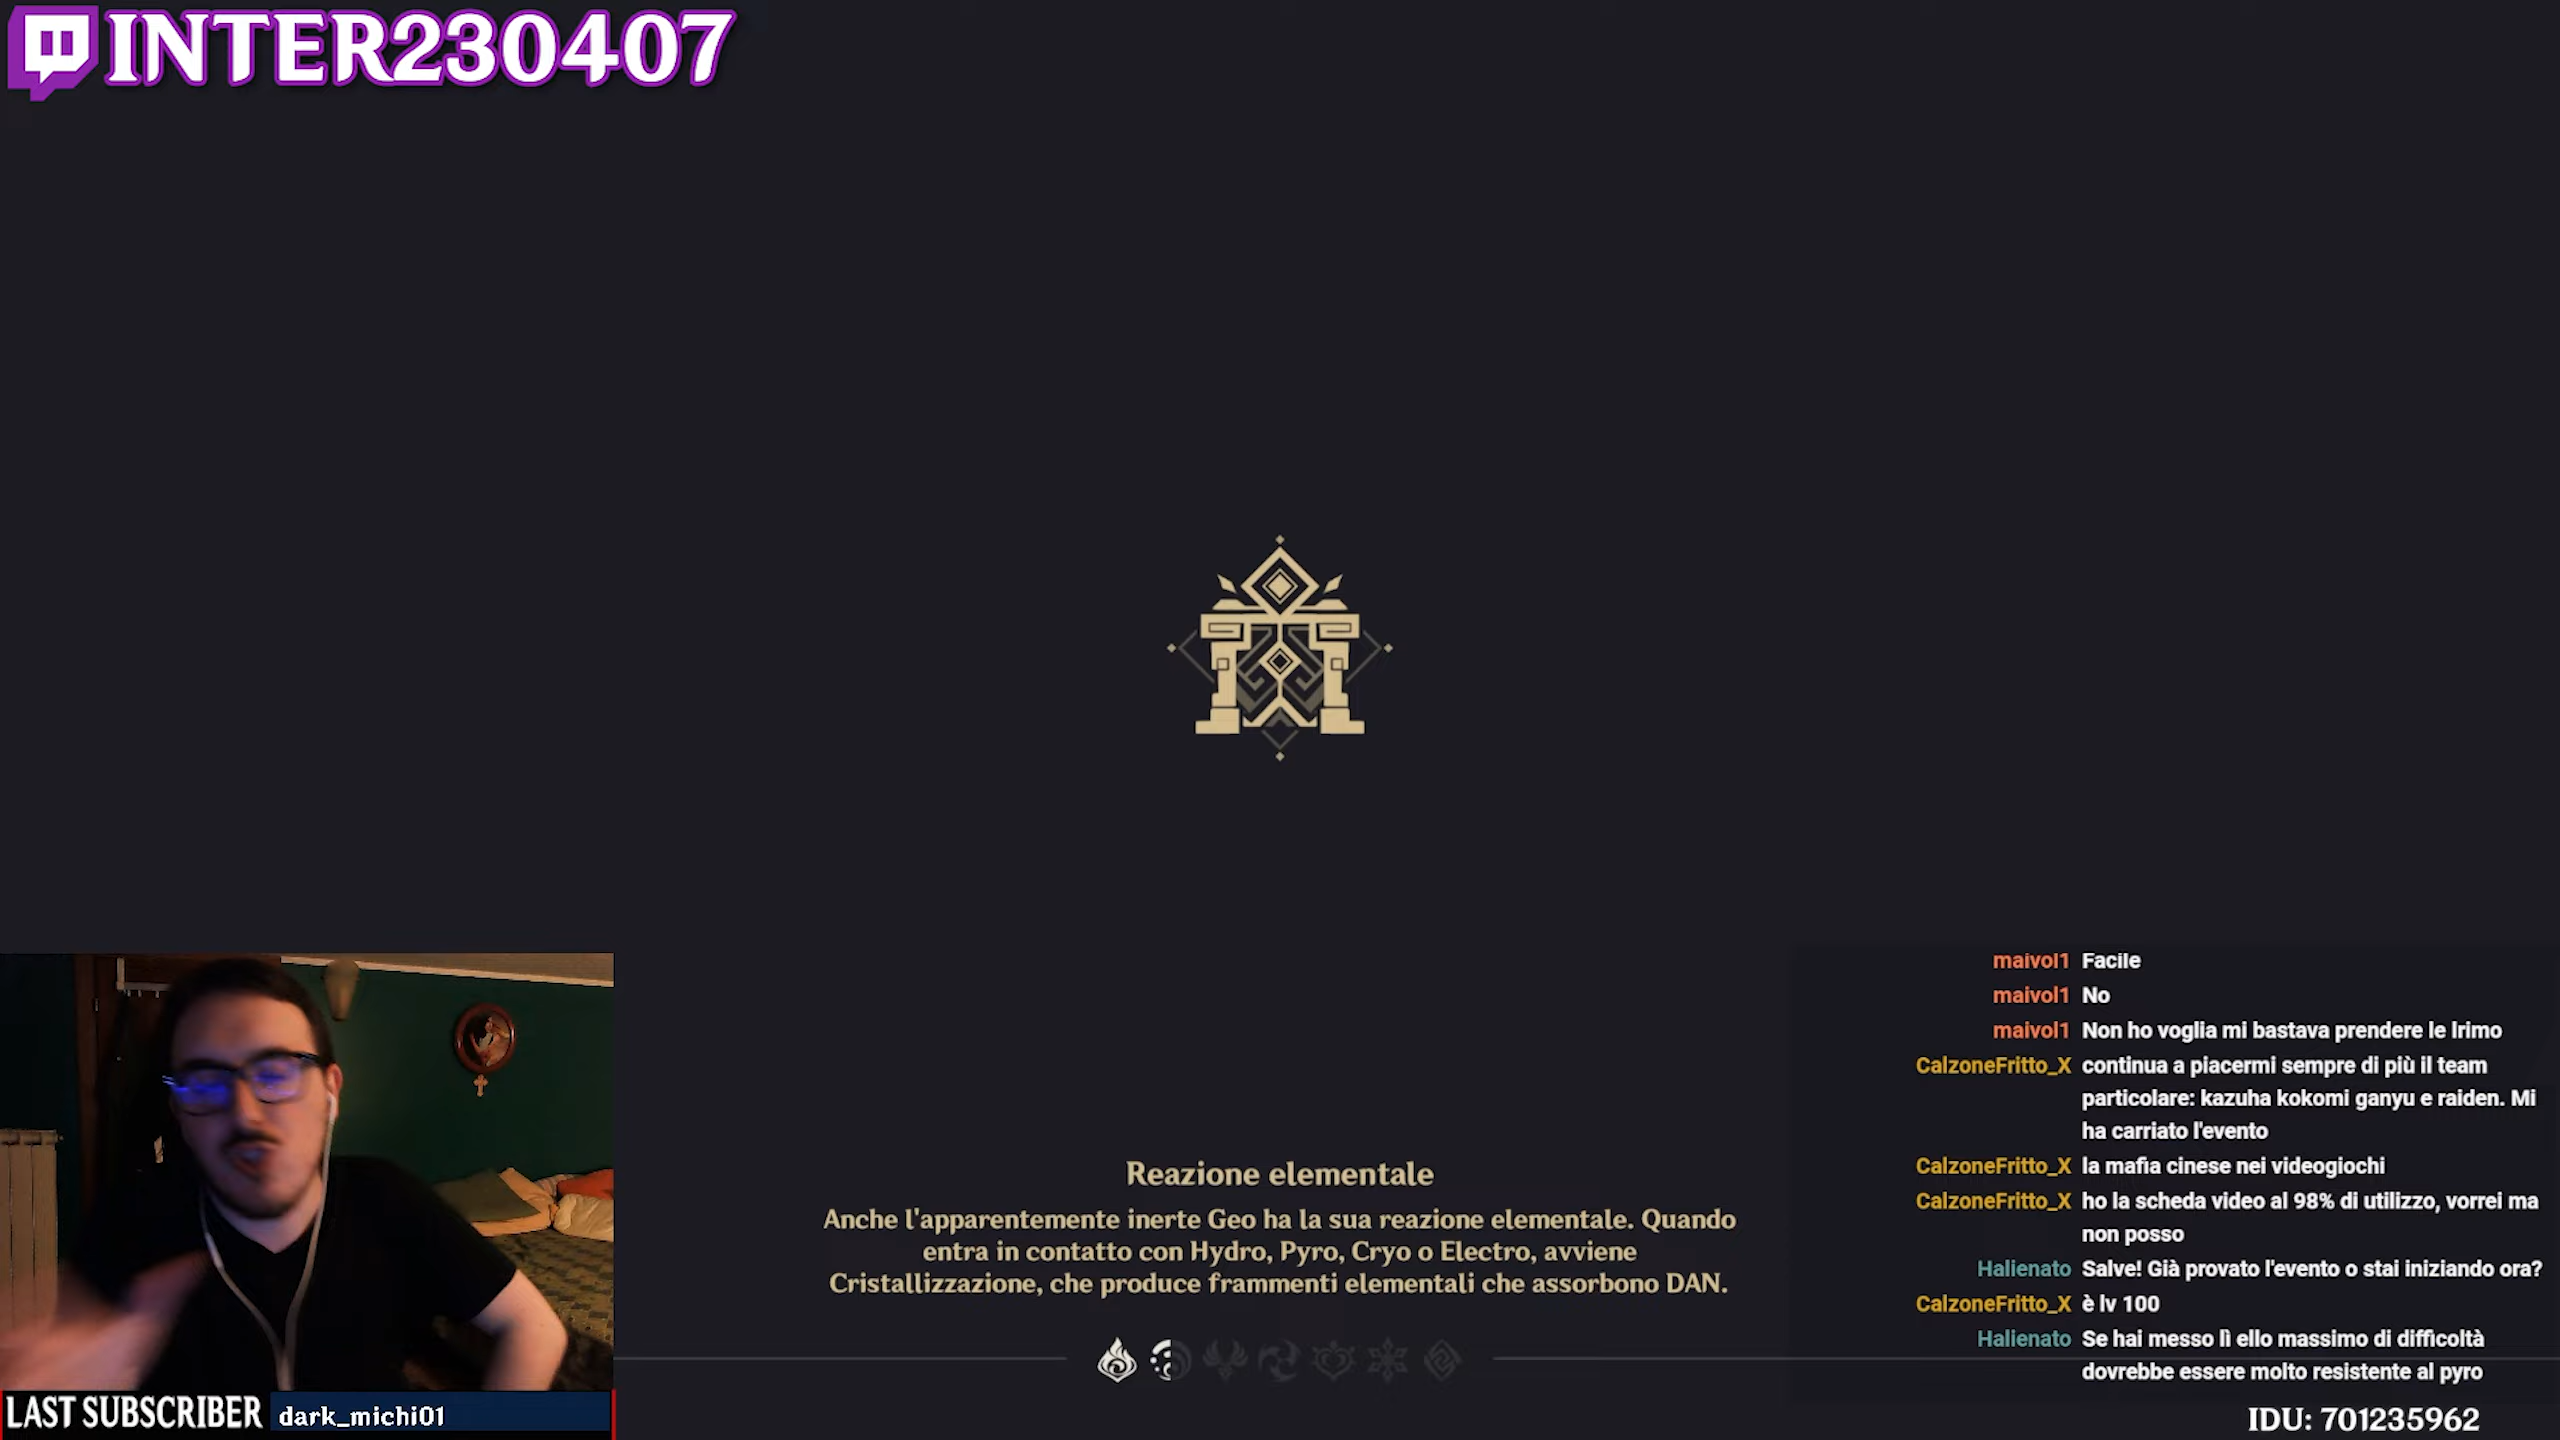 INTER230407
maivol1 Facile
maivol1 No
maivol1 Non ho voglia mi bastava prendere le lrimo
CalzoneFritto_X continua a piacermi sempre di più il team
particolare: kazuha kokomi ganyu e raiden. Mi
ha carriato l'evento
CalzoneFritto_X la mafia cinese nei videogiochi
CalzoneFritto_X ho la scheda video al 98% di utilizzo, vorrei ma
non posso
Halienato Salve! Già provato l'evento o stai iniziando ora?
CalzoneFritto_X è lv 100
Halienato Se hai messo lì ello massimo di difficoltà
dovrebbe essere molto resistente al pyro
Reazione elementale
Anche l'apparentemente inerte Geo ha la sua reazione elementale. Quando
entra in contatto con Hydro, Pyro, Cryo o Electro, avviene
Cristallizzazione, che produce frammenti elementali che assorbono DAN.
LAST SUBSCRIBER dark_michi01
IDU: 701235962